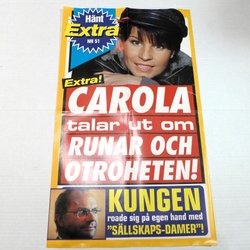 Hänt
Extra
NR 51
Extra!
CAROLA
talar ut om
RUNAR OCH
OTROHETEN!
KUNGEN
roade sig på egen hand med
"SÄLLSKAPS-DAMER"!